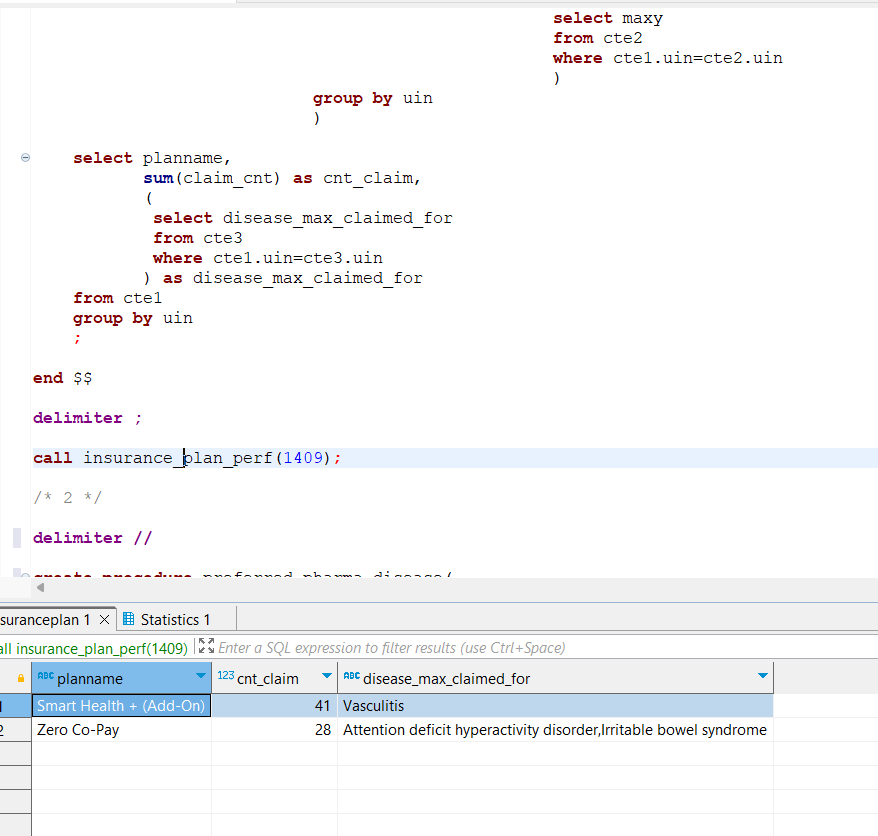 select maxy
from cte2
where cte1.uin=cte2.uin
)
group by uin
)
select planname,
sum(claim_cnt) as cnt_claim,
(
select disease_max_claimed_for
from cte3
where cte1.uin=cte3.uin
) as disease_max_claimed_for
from cte1
group by uin
;
end $$
delimiter ;
call insurance_plan_perf(1409);
/* 2 */
delimiter //
create procedure preferred_pharma_disease(
suranceplan 1 Statistics 1
all insurance_plan_perf(1409) Enter a SQL expression to filter results (use Ctrl+Space)
ABC planname 123 cnt_claim ABC disease_max_claimed_for
1 Smart Health + (Add-On) 41 Vasculitis
2 Zero Co-Pay 28 Attention deficit hyperactivity disorder,Irritable bowel syndrome